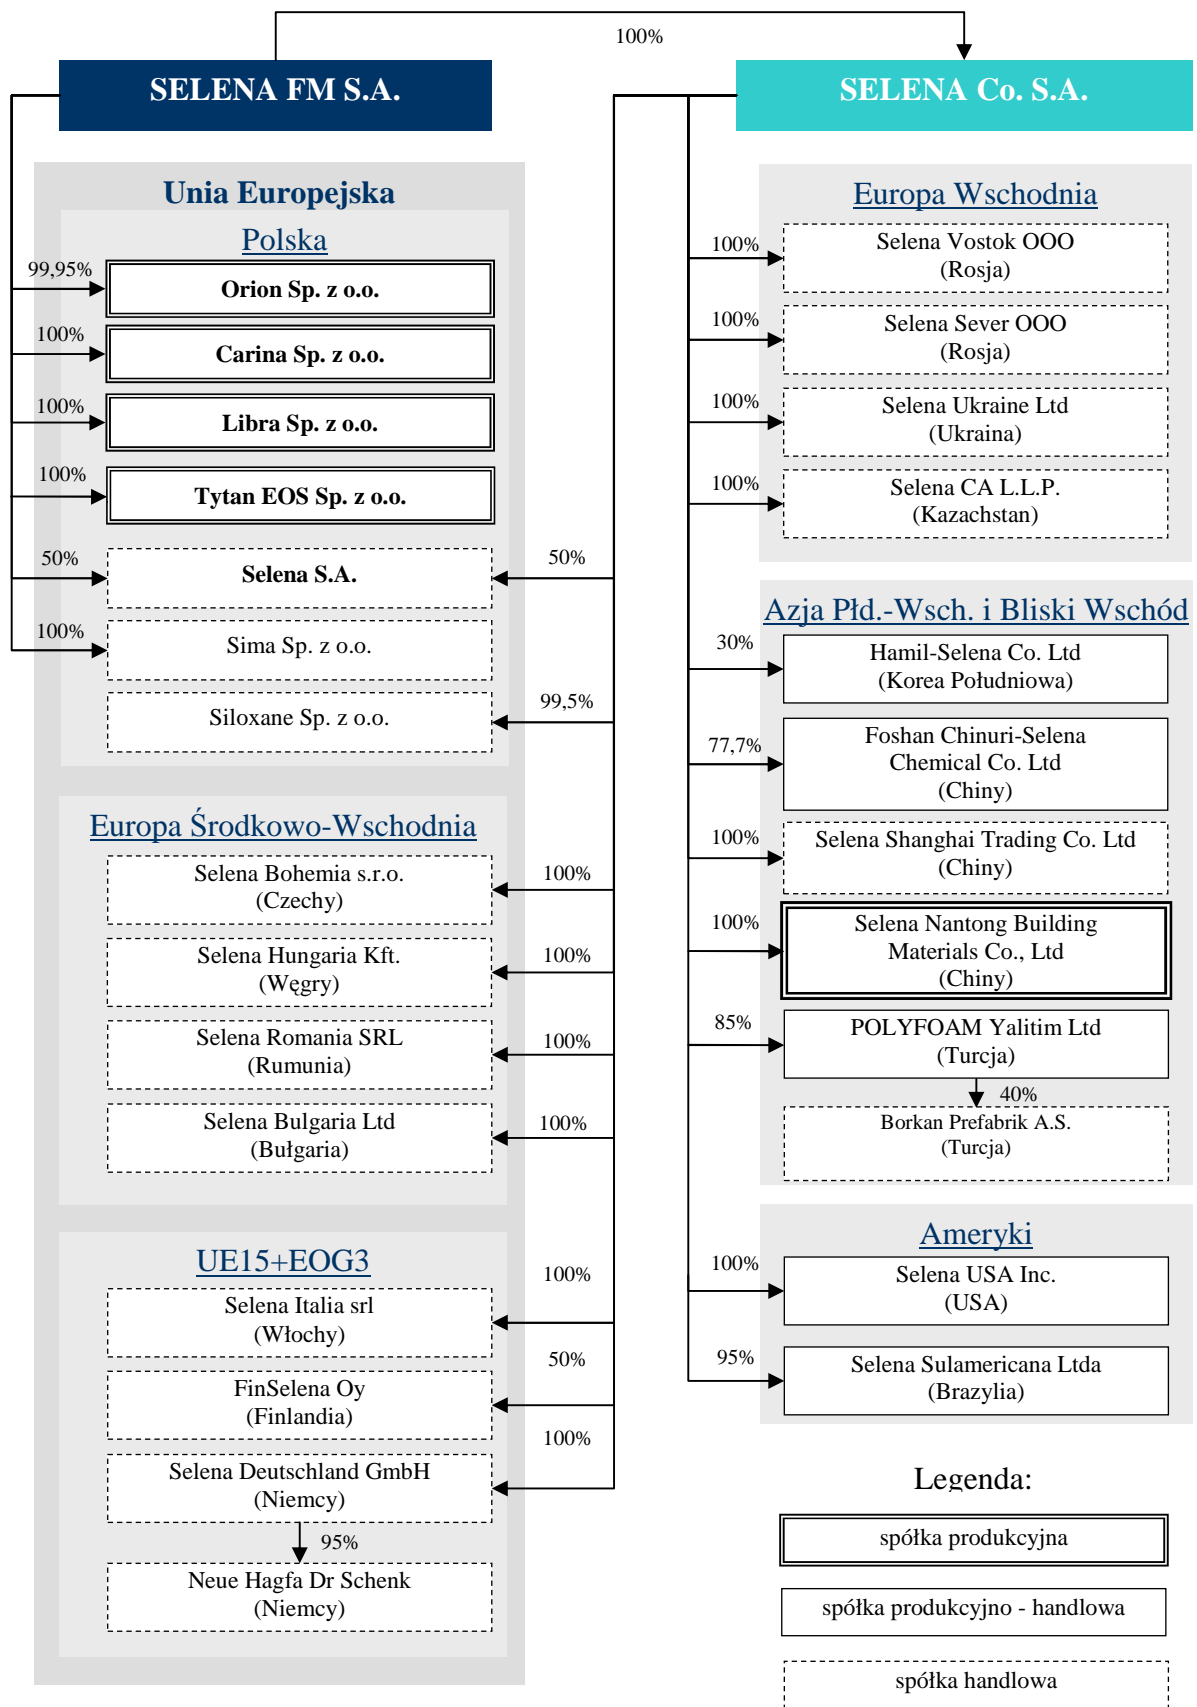 100%
SELENA FM S.A.
SELENA Co. S.A.
Unia Europejska
Polska
99,95%
Orion Sp. z o.o.
100%
Carina Sp. z o.o.
100%
Libra Sp. z o.o.
100%
Tytan EOS Sp. z o.o.
50%
Selena S.A.
50%
100%
Sima Sp. z o.o.
Siloxane Sp. z o.o.
99,5%
Europa Środkowo-Wschodnia
Selena Bohemia s.r.o.
(Czechy)
100%
Selena Hungaria Kft.
(Węgry)
100%
Selena Romania SRL
(Rumunia)
100%
Selena Bulgaria Ltd
(Bułgaria)
100%
UE15+EOG3
100%
Selena Italia srl
(Włochy)
50%
FinSelena Oy
(Finlandia)
100%
Selena Deutschland GmbH
(Niemcy)
95%
Neue Hagfa Dr Schenk
(Niemcy)
Europa Wschodnia
100%
Selena Vostok OOO
(Rosja)
100%
Selena Sever OOO
(Rosja)
100%
Selena Ukraine Ltd
(Ukraina)
100%
Selena CA L.L.P.
(Kazachstan)
Azja Płd.-Wsch. i Bliski Wschód
30%
Hamil-Selena Co. Ltd
(Korea Południowa)
77,7%
Foshan Chinuri-Selena
Chemical Co. Ltd
(Chiny)
100%
Selena Shanghai Trading Co. Ltd
(Chiny)
100%
Selena Nantong Building
Materials Co., Ltd
(Chiny)
85%
POLYFOAM Yalitim Ltd
(Turcja)
40%
Borkan Prefabrik A.S.
(Turcja)
Ameryki
100%
Selena USA Inc.
(USA)
95%
Selena Sulamericana Ltda
(Brazylia)
Legenda:
spółka produkcyjna
spółka produkcyjno - handlowa
spółka handlowa